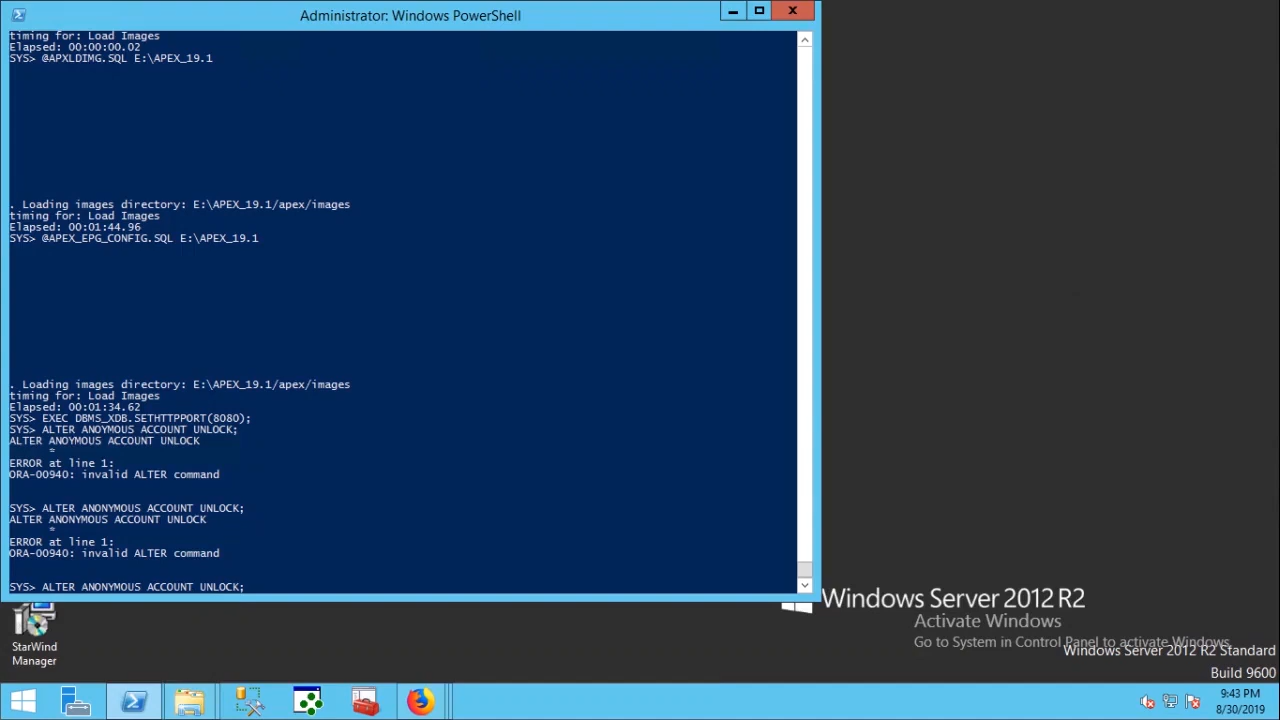 Administrator: Windows PowerShell
timing for: Load Images
Elapsed: 00:00:00.02
SYS> @APXLDIMG.SQL E:\APEX_19.1
. Loading images directory: E:\APEX_19.1/apex/images
timing for: Load Images
Elapsed: 00:01:44.96
SYS> @APEX_EPG_CONFIG.SQL E:\APEX_19.1
. Loading images directory: E:\APEX_19.1/apex/images
timing for: Load Images
Elapsed: 00:01:34.62
SYS> EXEC DBMS_XDB.SETHTTPPORT(8080);
SYS> ALTER ANOYMOUS ACCOUNT UNLOCK;
ALTER ANOYMOUS ACCOUNT UNLOCK
*
ERROR at line 1:
ORA-00940: invalid ALTER command
SYS> ALTER ANONYMOUS ACCOUNT UNLOCK;
ALTER ANONYMOUS ACCOUNT UNLOCK
*
ERROR at line 1:
ORA-00940: invalid ALTER command
SYS> ALTER ANONYMOUS ACCOUNT UNLOCK;
StarWind
Manager
Windows Server 2012 R2
Activate Windows
Go to System in Control Panel to activate Windows.
Windows Server 2012 R2 Standard
Build 9600
9:43 PM
8/30/2019